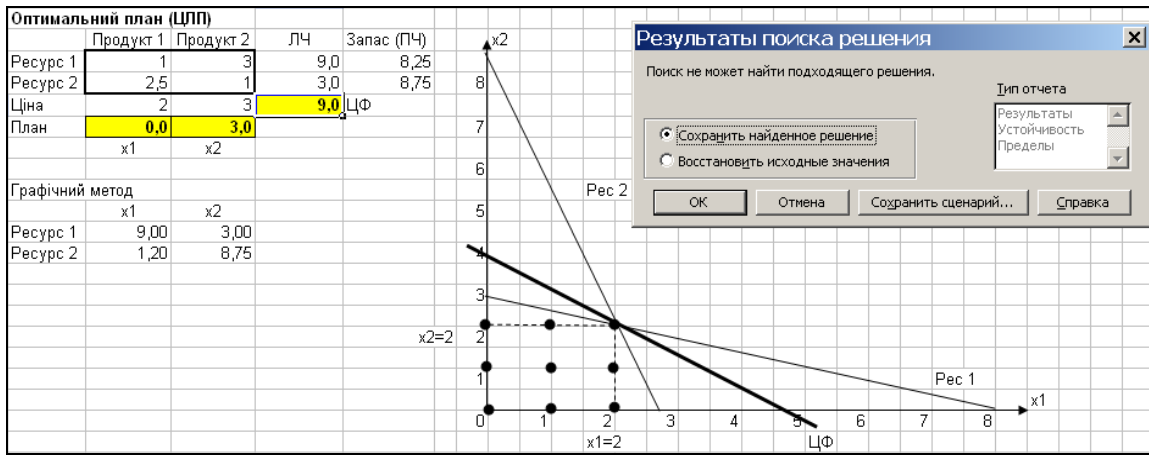 Оптимальний план (ЦЛП)
Продукт 1 Продукт 2 ЛЧ Запас (ПЧ)
Ресурс 1 1 3 9,0 8,25
Ресурс 2 2,5 1 3,0 8,75
Ціна 2 3 9,0 ЦФ
План 0,0 3,0
x1 x2
Графічний метод
x1 x2
Ресурс 1 9,00 3,00
Ресурс 2 1,20 8,75
x2
8
7
6
5
4
3
2
1
0 1 2 3 4 5 6 7 8
x1
Рес 2
Рес 1
x2=2
x1=2
ЦФ
Результаты поиска решения
Поиск не может найти подходящего решения.
Тип отчета
Результаты
Устойчивость
Пределы
Сохранить найденное решение
Восстановить исходные значения
ОК Отмена Сохранить сценарий... Справка